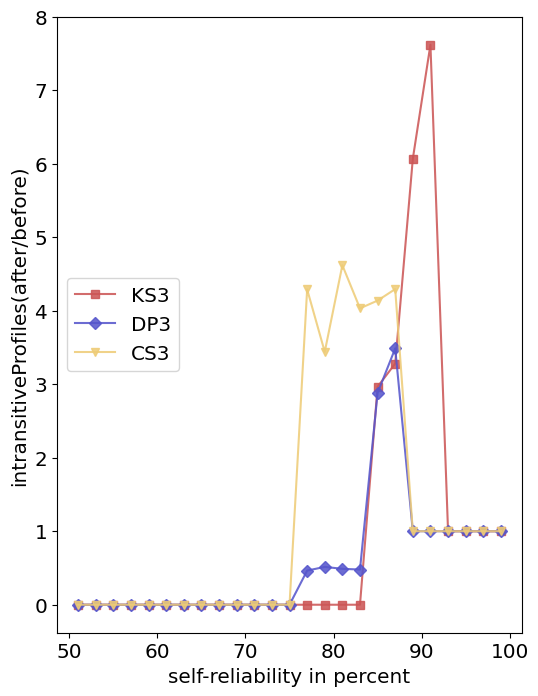 8
7
6
5
4
3
2
1
0
intransitiveProfiles(after/before)
KS3
DP3
CS3
50 60 70 80 90 100
self-reliability in percent